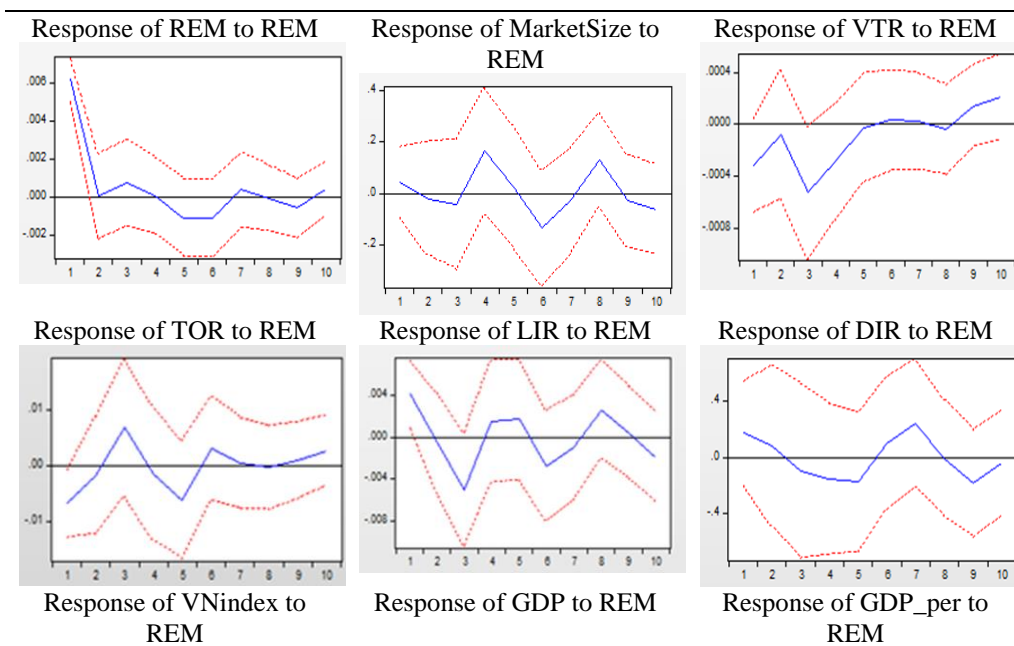 Response of REM to REM
Response of MarketSize to
REM
Response of VTR to REM
.006
.004
.002
.000
-.002
1 2 3 4 5 6 7 8 9 10
.4
.2
.0
-.2
1 2 3 4 5 6 7 8 9 10
.0004
.0000
-.0004
-.0008
1 2 3 4 5 6 7 8 9 10
Response of TOR to REM
Response of LIR to REM
Response of DIR to REM
.01
.00
-.01
1 2 3 4 5 6 7 8 9 10
.004
.000
-.004
-.008
1 2 3 4 5 6 7 8 9 10
.4
.0
-.4
1 2 3 4 5 6 7 8 9 10
Response of VNindex to
REM
Response of GDP to REM
Response of GDP_per to
REM